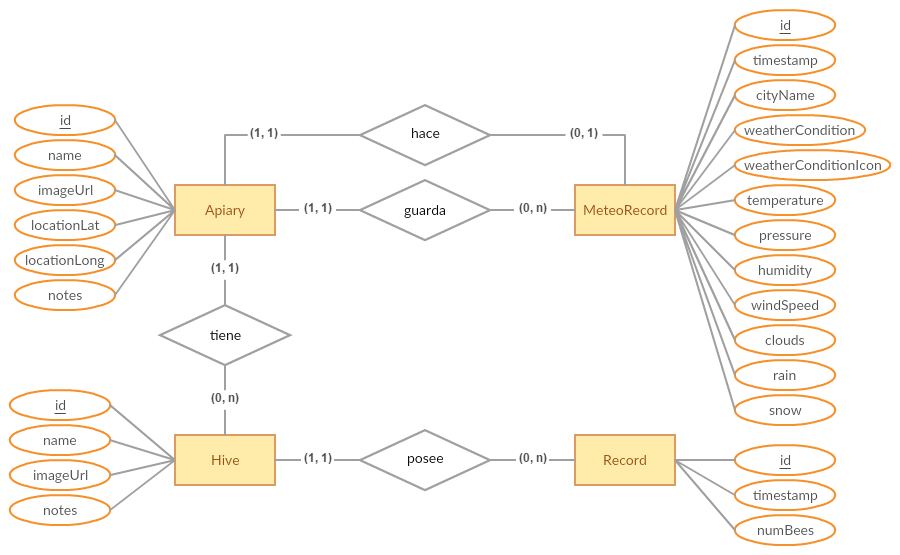 id
name
imageUrl
locationLat
locationLong
notes
Apiary
(1, 1)
hace
(0, 1)
(1, 1)
guarda
(0, n)
MeteoRecord
id
timestamp
cityName
weatherCondition
weatherConditionIcon
temperature
pressure
humidity
windSpeed
clouds
rain
snow
(1, 1)
tiene
(0, n)
id
name
imageUrl
notes
Hive
(1, 1)
posee
(0, n)
Record
id
timestamp
numBees